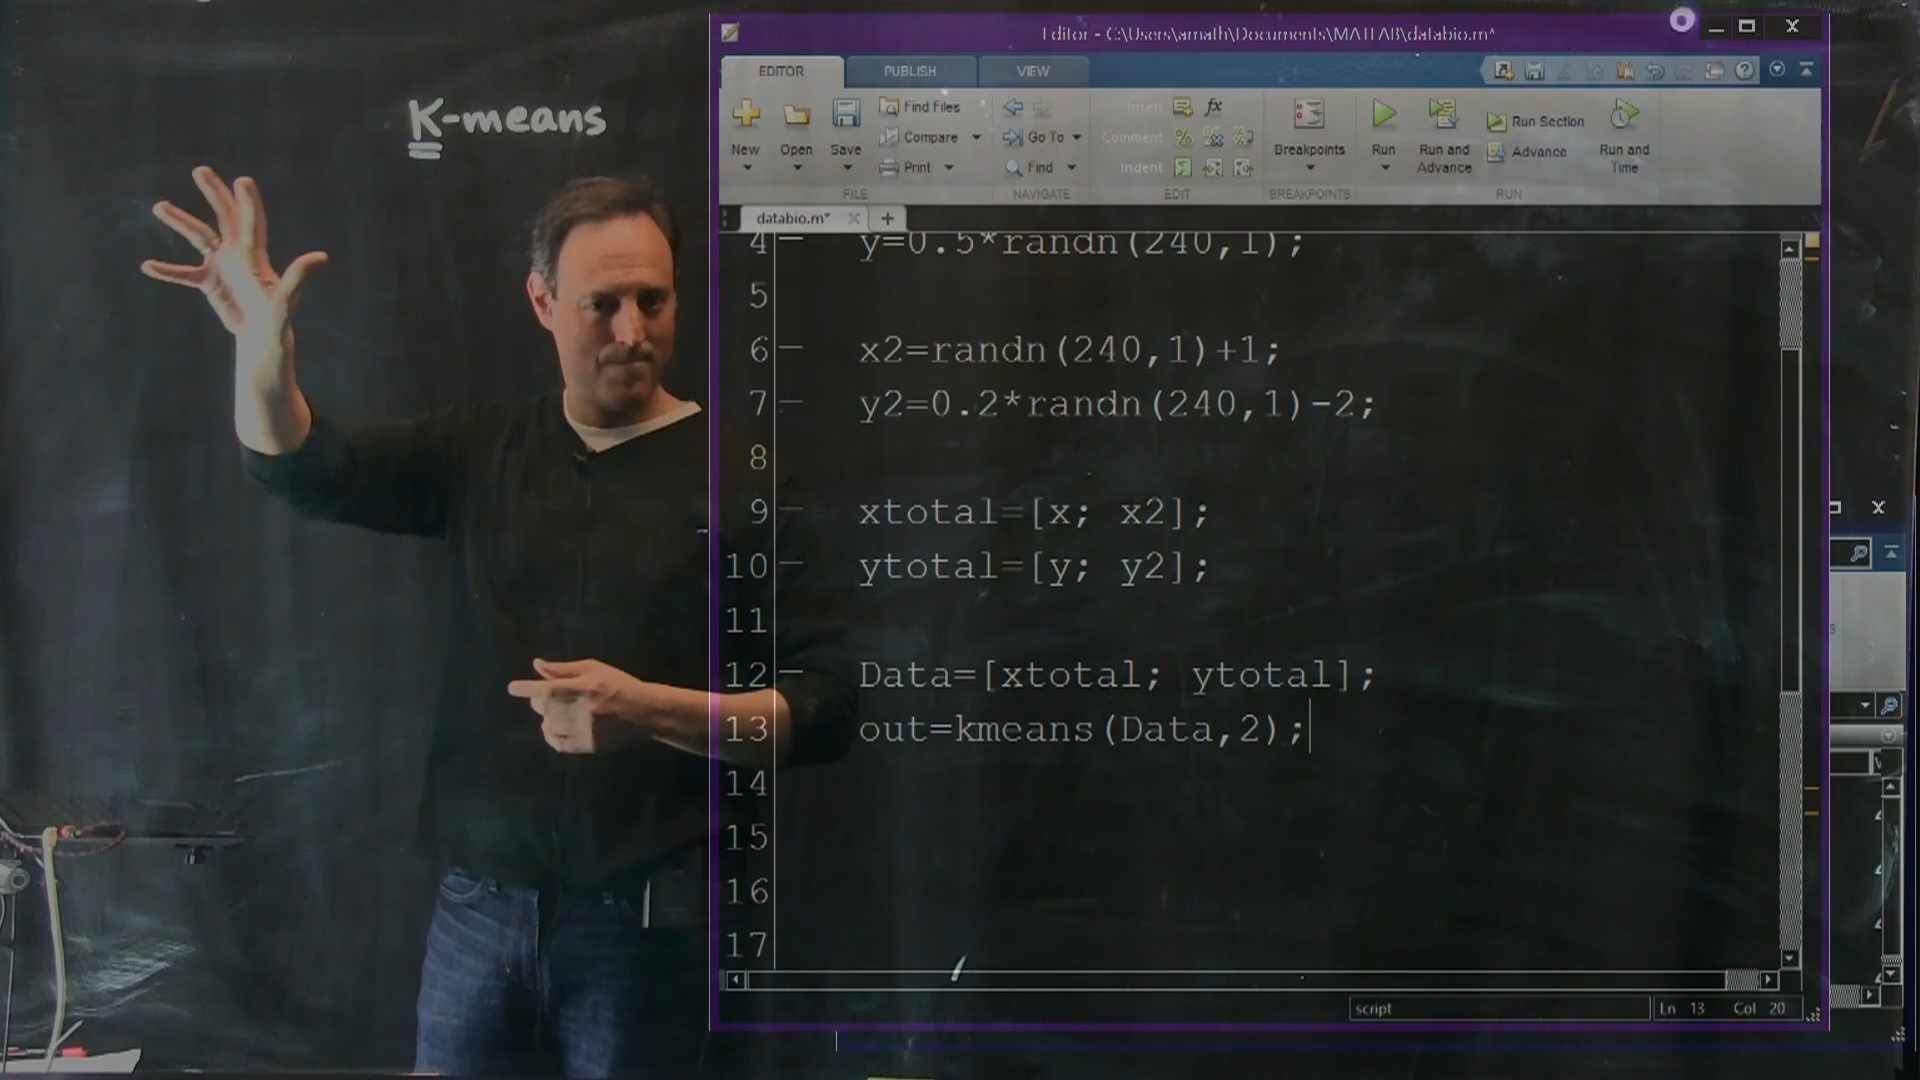 K-means
Editor - C:\Users\amath\Documents\MATLAB\databio.m*
EDITOR PUBLISH VIEW
New Open Save Find Files Compare Print
Go To Find
Insert Comment Indent fx
Breakpoints
Run Run and Advance Run Section Advance Run and Time
FILE NAVIGATE EDIT BREAKPOINTS RUN
databio.m* +
4 y=0.5*randn(240,1);
5
6 x2=randn(240,1)+1;
7 y2=0.2*randn(240,1)-2;
8
9 xtotal=[x; x2];
10 ytotal=[y; y2];
11
12 Data=[xtotal; ytotal];
13 out=kmeans(Data,2);
14
15
16
17
script Ln 13 Col 20